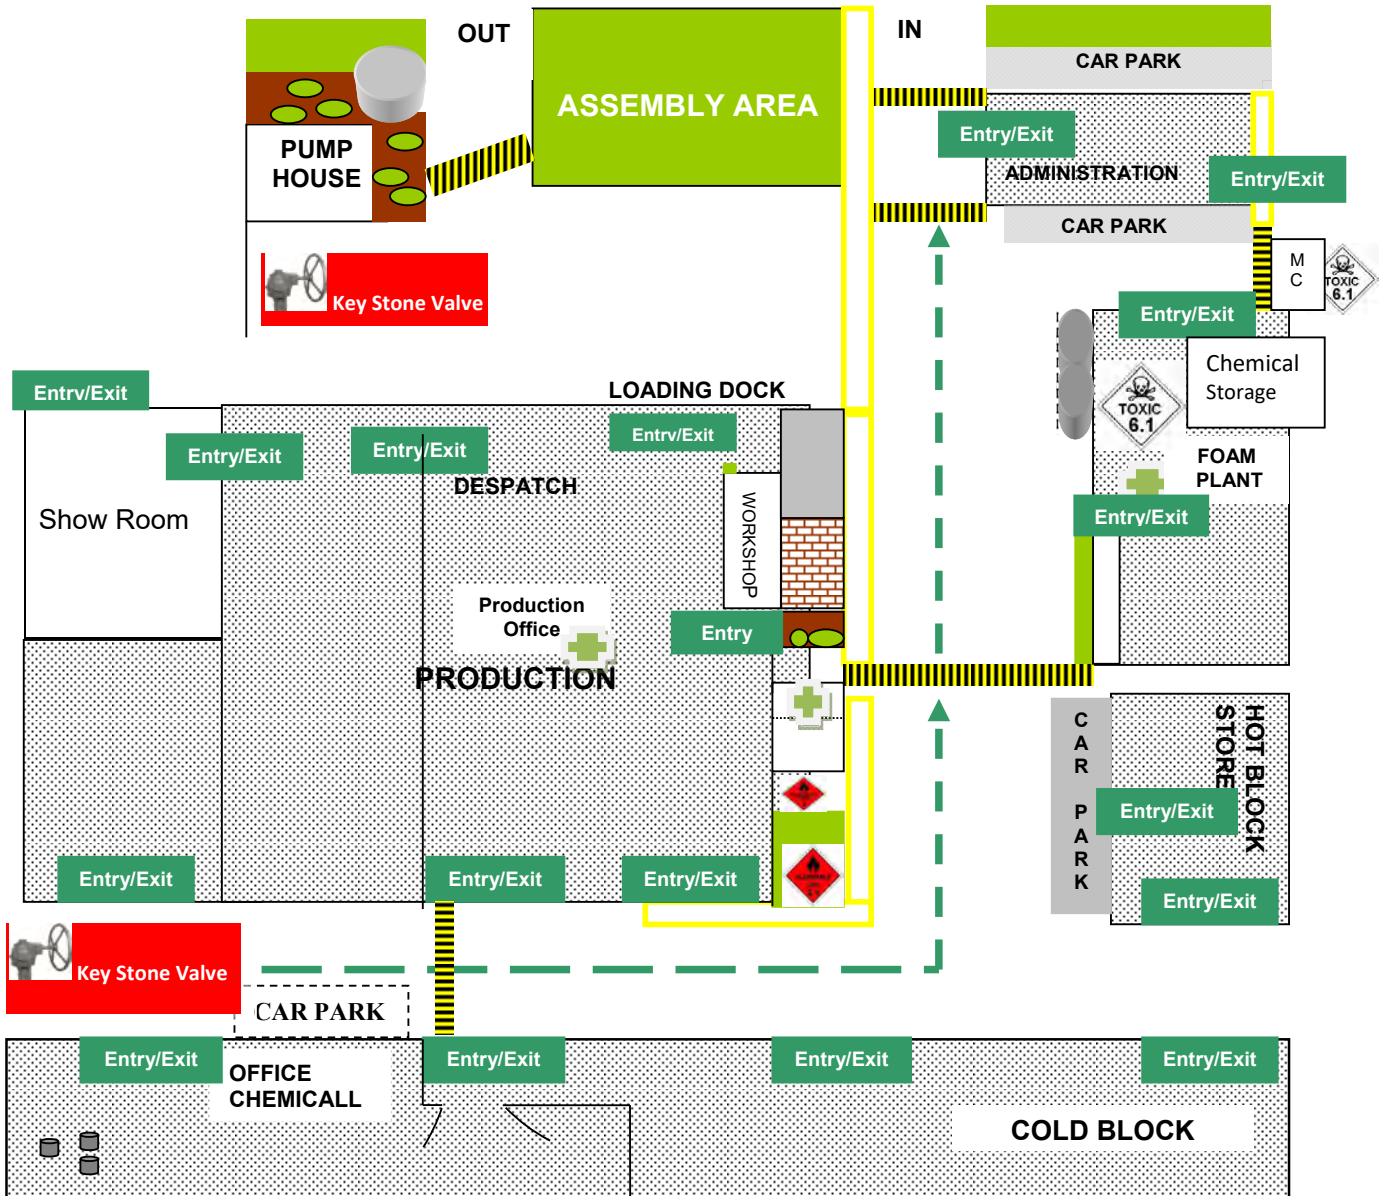 OUT
IN
CAR PARK
ASSEMBLY AREA
Entry/Exit
PUMP
HOUSE
ADMINISTRATION
Entry/Exit
CAR PARK
M
C
TOXIC
6.1
Key Stone Valve
Entry/Exit
Chemical
Storage
TOXIC
6.1
Entrv/Exit
LOADING DOCK
Entrv/Exit
Entry/Exit
Entry/Exit
DESPATCH
FOAM
PLANT
WORKSHOP
Show Room
Entry/Exit
Production
Office
Entry
PRODUCTION
CAR PARK
HOT BLOCK
STORE
Entry/Exit
Entry/Exit
Entry/Exit
Entry/Exit
Entry/Exit
Key Stone Valve
CAR PARK
Entry/Exit
OFFICE
CHEMICALL
Entry/Exit
Entry/Exit
Entry/Exit
COLD BLOCK